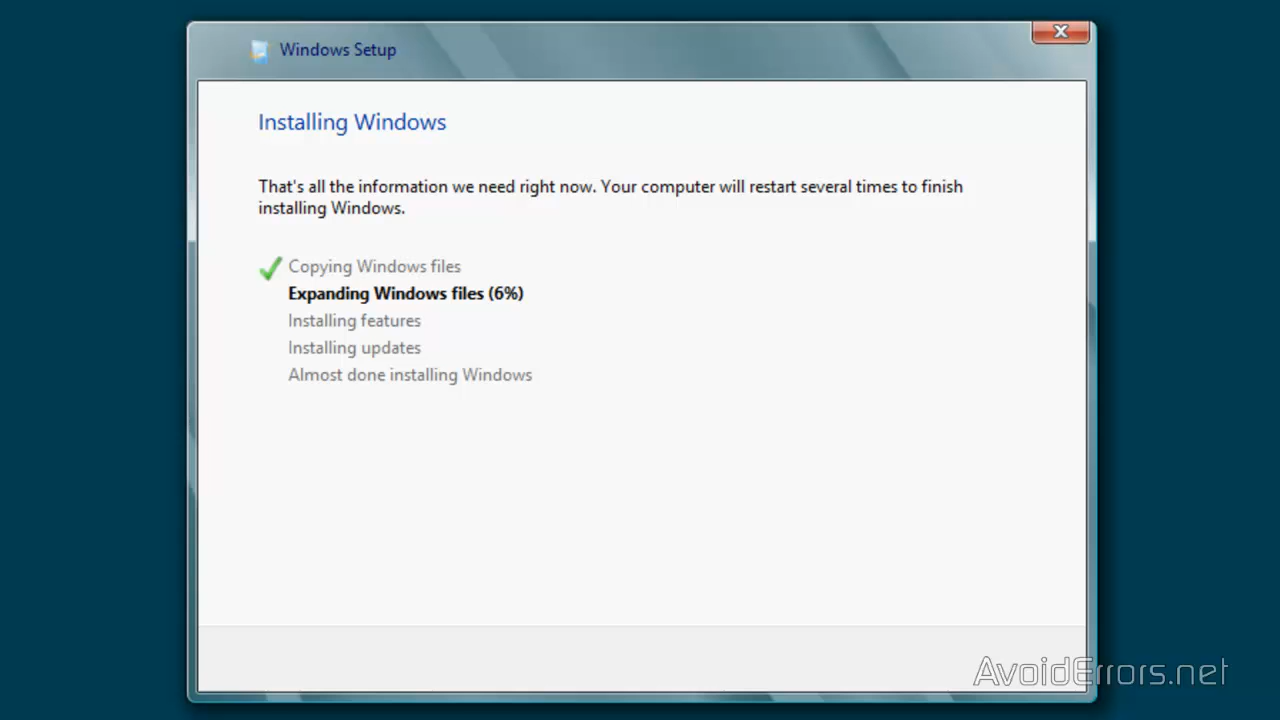 Windows Setup
Installing Windows
That's all the information we need right now. Your computer will restart several times to finish
installing Windows.
Copying Windows files
Expanding Windows files (6%)
Installing features
Installing updates
Almost done installing Windows
AvoidErrors.net